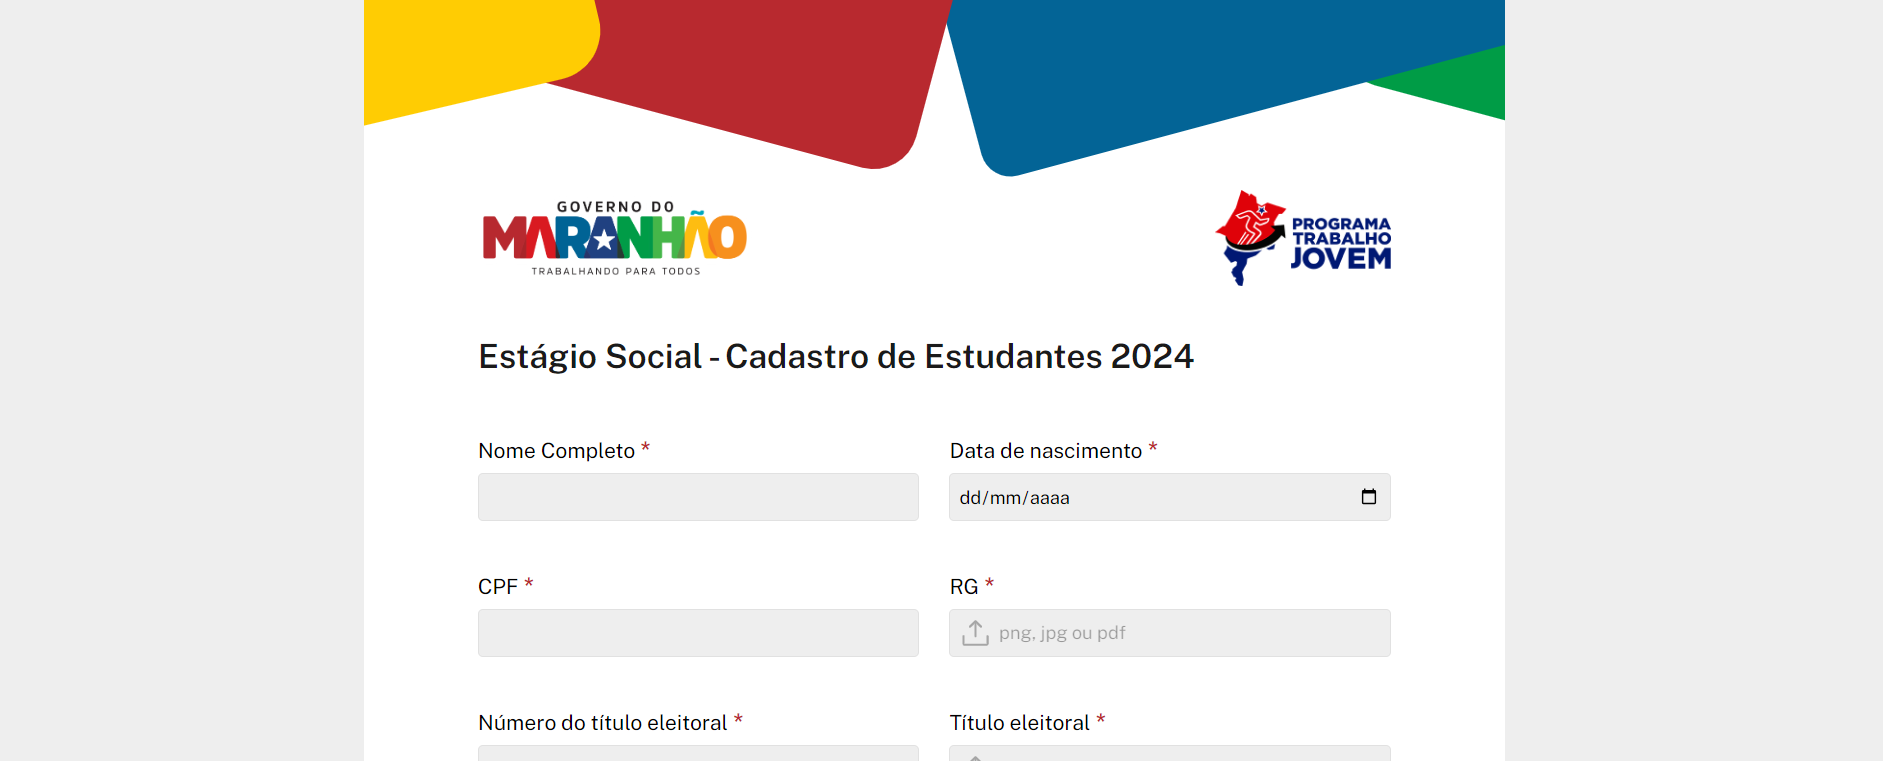 GOVERNO DO
MARANHÃO
TRABALHANDO PARA TODOS
PROGRAMA
TRABALHO
JOVEM
Estágio Social - Cadastro de Estudantes 2024
Nome Completo *
Data de nascimento *
dd/mm/aaaa
CPF *
RG *
png, jpg ou pdf
Número do título eleitoral *
Título eleitoral *